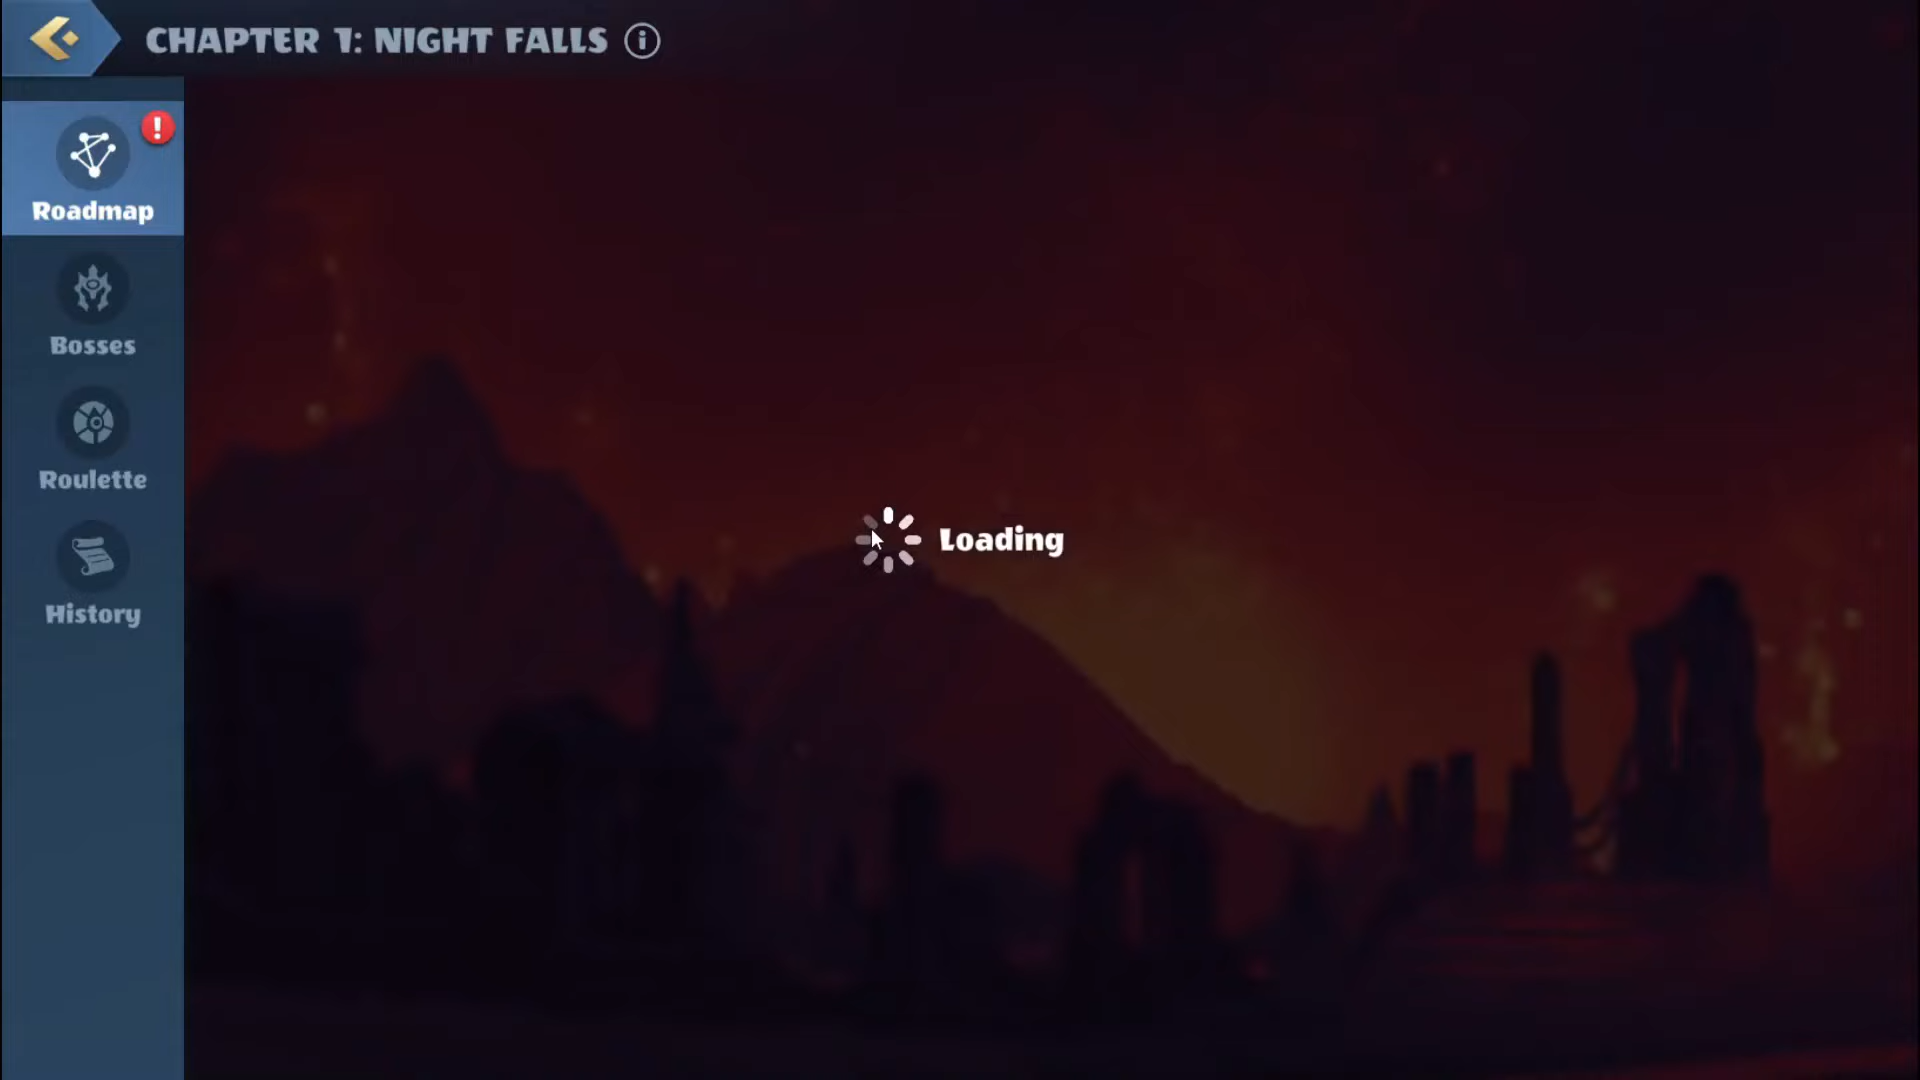 CHAPTER 1: NIGHT FALLS
Roadmap
Bosses
Roulette
History
Loading